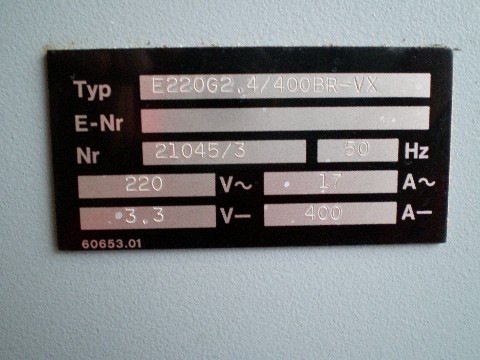 Typ E220G2.4/400BR-VX
E-Nr
Nr 21045/3 50 Hz
220 V~ 17 A~
3.3 V— 400 A—
60653.01